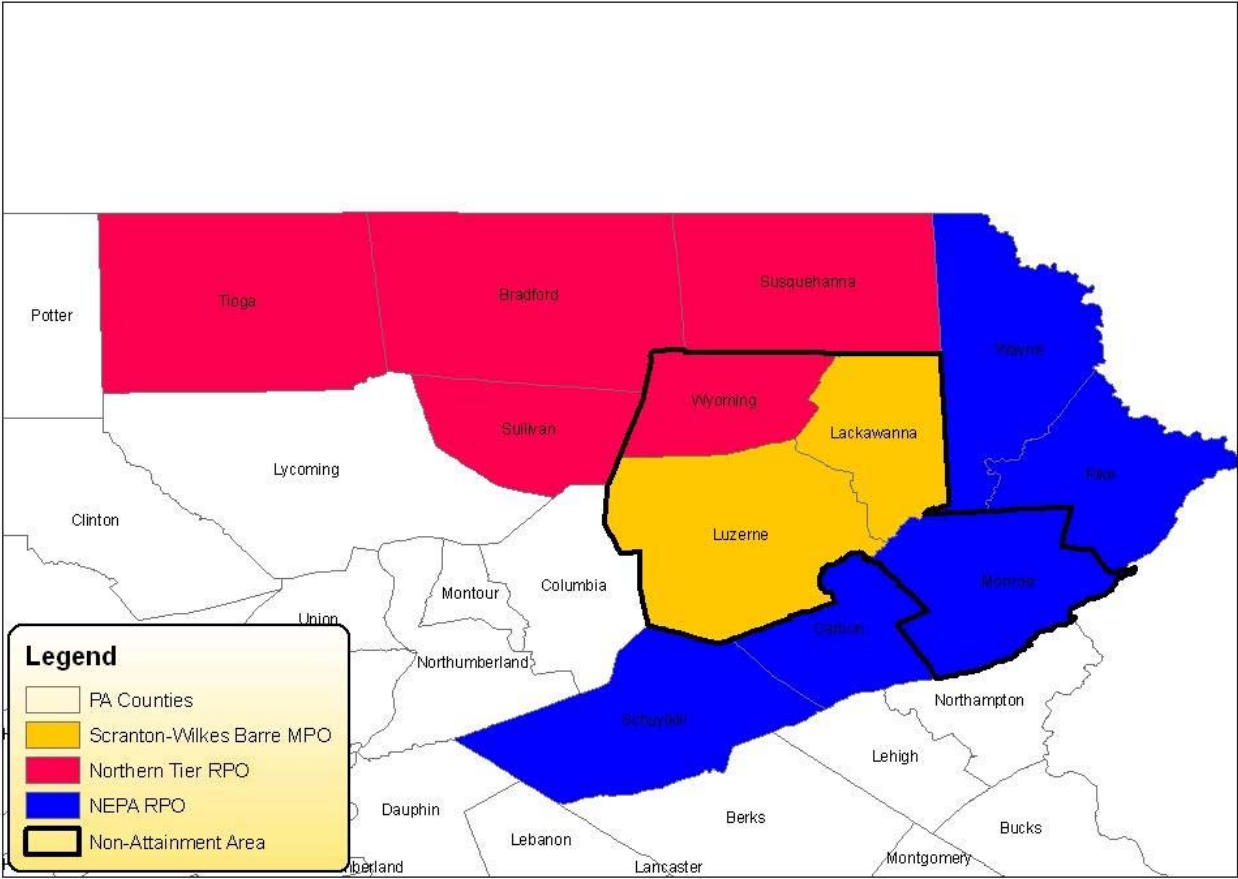 Susquehanna
Tioga
Bradford
Potter
Wayne
Wyoming
Sullivan
Lackawanna
Lycoming
Pike
Clinton
Luzerne
Columbia
Monroe
Montour
Union
Carbon
Northumberland
Northampton
Schuylkill
Lehigh
Dauphin
Berks
Lebanon
Bucks
Montgomery
Lancaster
Legend
PA Counties
Scranton-Wilkes Barre MPO
Northern Tier RPO
NEPA RPO
Non-Attainment Area